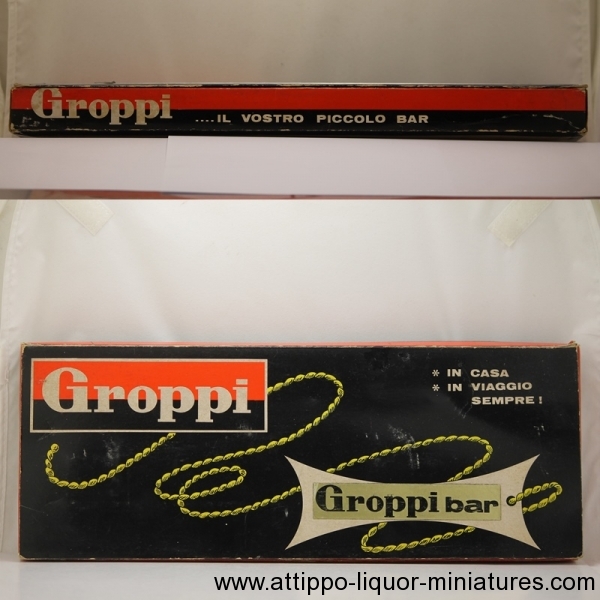 Groppi
....IL VOSTRO PICCOLO BAR
Groppi
* IN CASA
* IN VIAGGIO
SEMPRE!
Groppi bar
www.attippo-liquor-miniatures.com